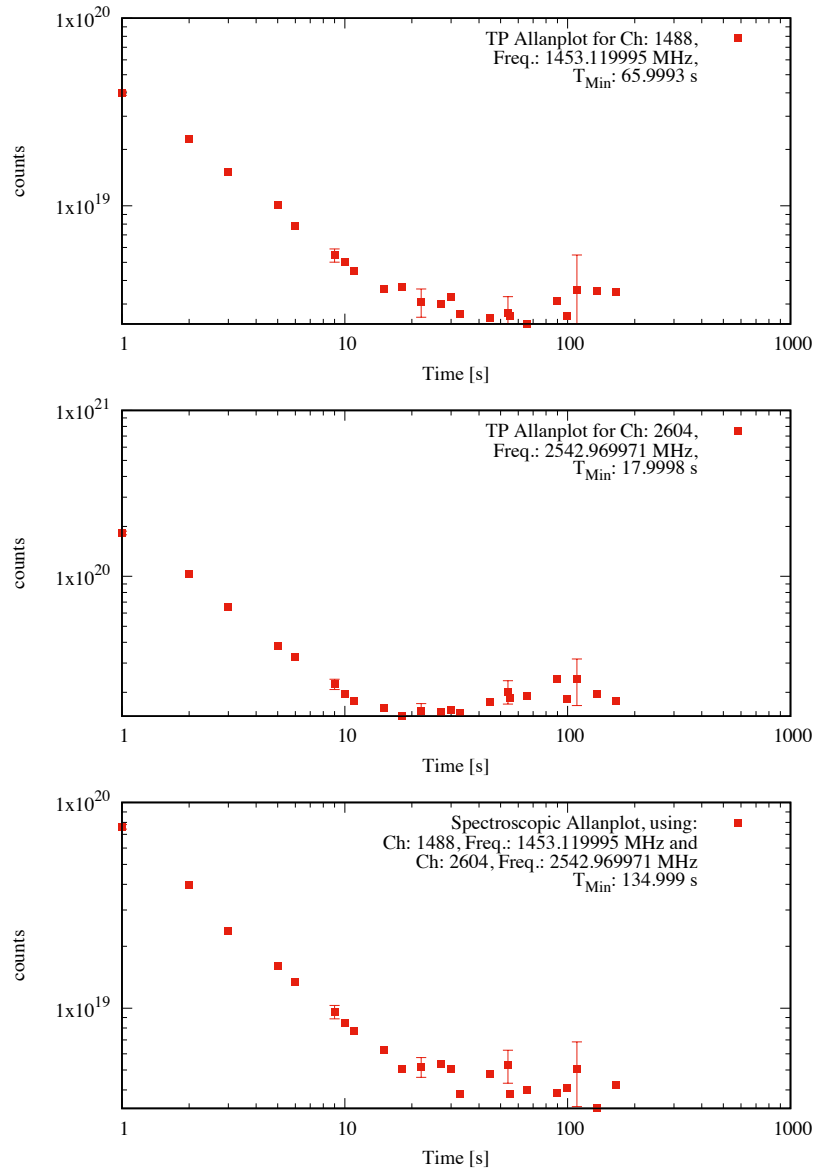 1x10^20
TP Allanplot for Ch: 1488,
Freq.: 1453.119995 MHz,
T_Min: 65.9993 s
counts
1x10^19
1 10 100 1000
Time [s]
1x10^21
TP Allanplot for Ch: 2604,
Freq.: 2542.969971 MHz,
T_Min: 17.9998 s
counts
1x10^20
1 10 100 1000
Time [s]
1x10^20
Spectroscopic Allanplot, using:
Ch: 1488, Freq.: 1453.119995 MHz and
Ch: 2604, Freq.: 2542.969971 MHz
T_Min: 134.999 s
counts
1x10^19
1 10 100 1000
Time [s]